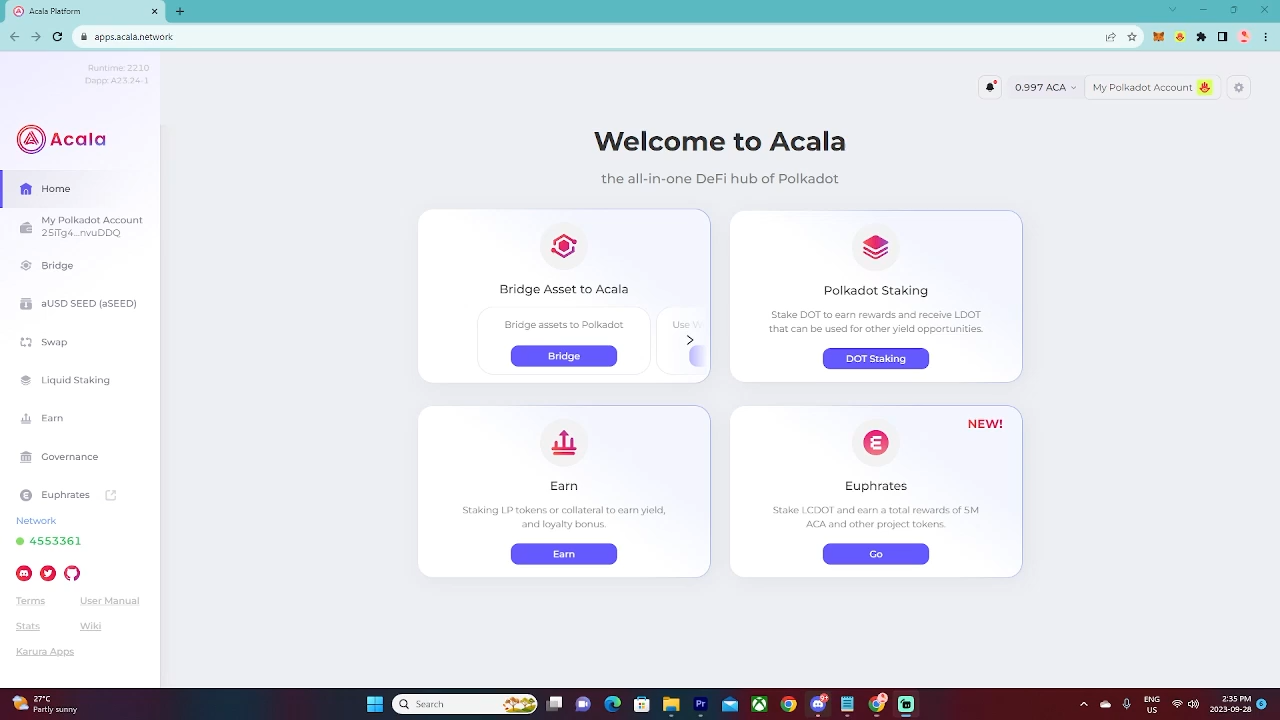 Acala Platform
apps.acala.network
Runtime: 2210
Dapp: A23.24-1
0.997 ACA
My Polkadot Account
Acala
Home
My Polkadot Account
25iTg4...nvuDDQ
Bridge
aUSD SEED (aSEED)
Swap
Liquid Staking
Earn
Governance
Euphrates
Network
4553361
Terms
User Manual
Stats
Wiki
Karura Apps
Welcome to Acala
the all-in-one DeFi hub of Polkadot
Bridge Asset to Acala
Bridge assets to Polkadot
Use W
Bridge
Polkadot Staking
Stake DOT to earn rewards and receive LDOT
that can be used for other yield opportunities.
DOT Staking
Earn
Staking LP tokens or collateral to earn yield,
and loyalty bonus.
Earn
NEW!
Euphrates
Stake LCDOT and earn a total rewards of 5M
ACA and other project tokens.
Go
17°C
Partly sunny
Search
Pr
ENG
US
12:35 PM
2023-09-28